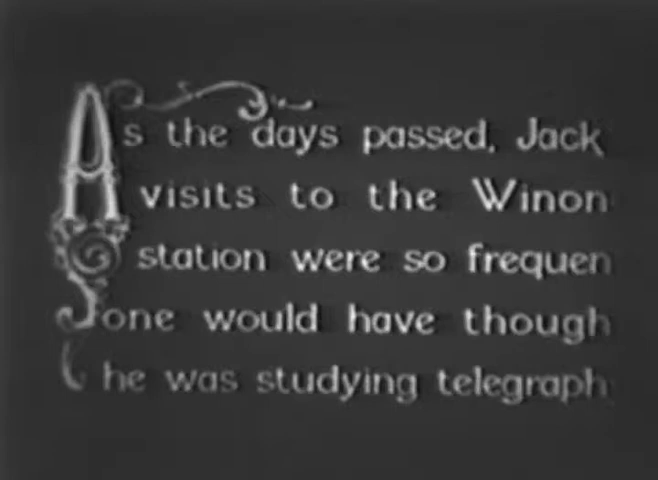 As the days passed, Jack
visits to the Winon
station were so frequen
one would have though
he was studying telegraph